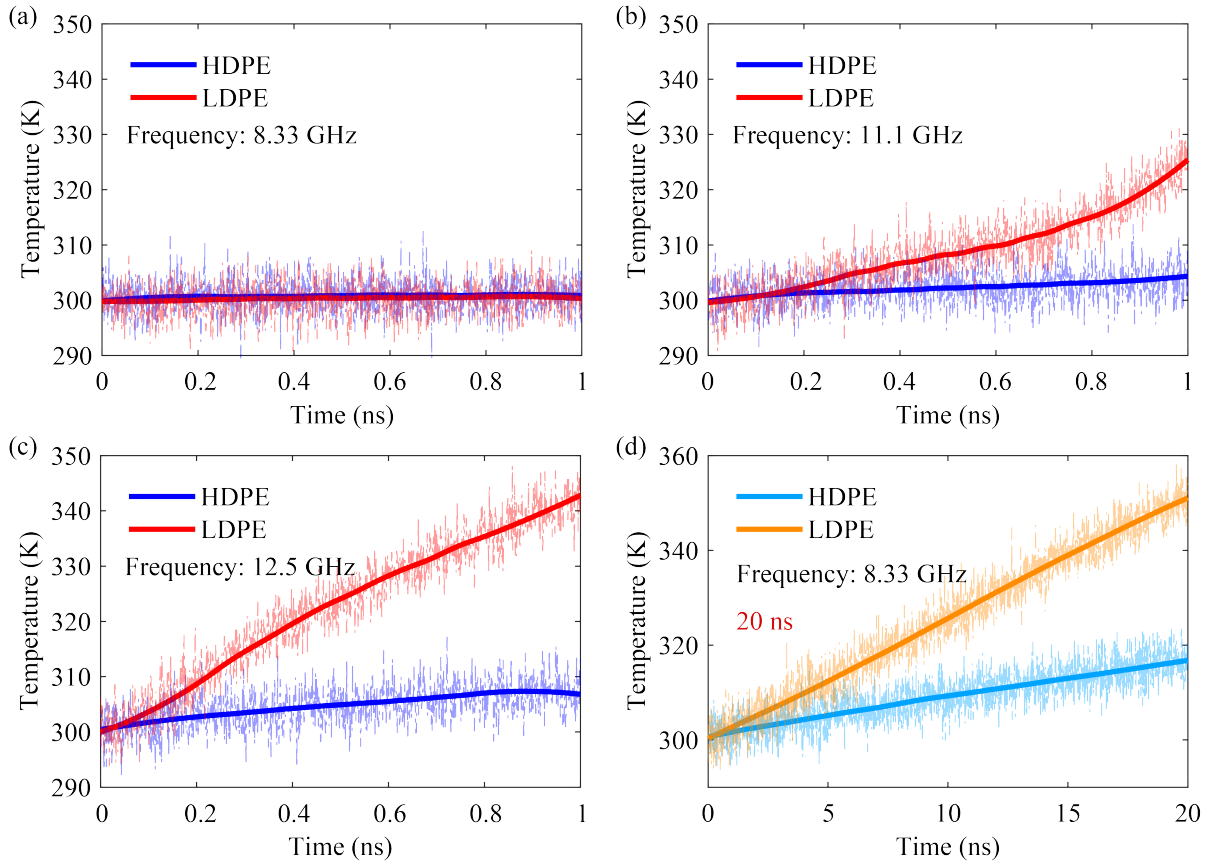 (a)
350
340
330
320
310
300
290
Temperature (K)
HDPE
LDPE
Frequency: 8.33 GHz
0 0.2 0.4 0.6 0.8 1
Time (ns)
(b)
350
340
330
320
310
300
290
Temperature (K)
HDPE
LDPE
Frequency: 11.1 GHz
0 0.2 0.4 0.6 0.8 1
Time (ns)
(c)
350
340
330
320
310
300
290
Temperature (K)
HDPE
LDPE
Frequency: 12.5 GHz
0 0.2 0.4 0.6 0.8 1
Time (ns)
(d)
360
340
320
300
Temperature (K)
HDPE
LDPE
Frequency: 8.33 GHz
20 ns
0 5 10 15 20
Time (ns)